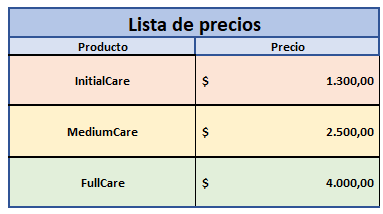 Lista de precios
Producto Precio
InitialCare $ 1.300,00
MediumCare $ 2.500,00
FullCare $ 4.000,00